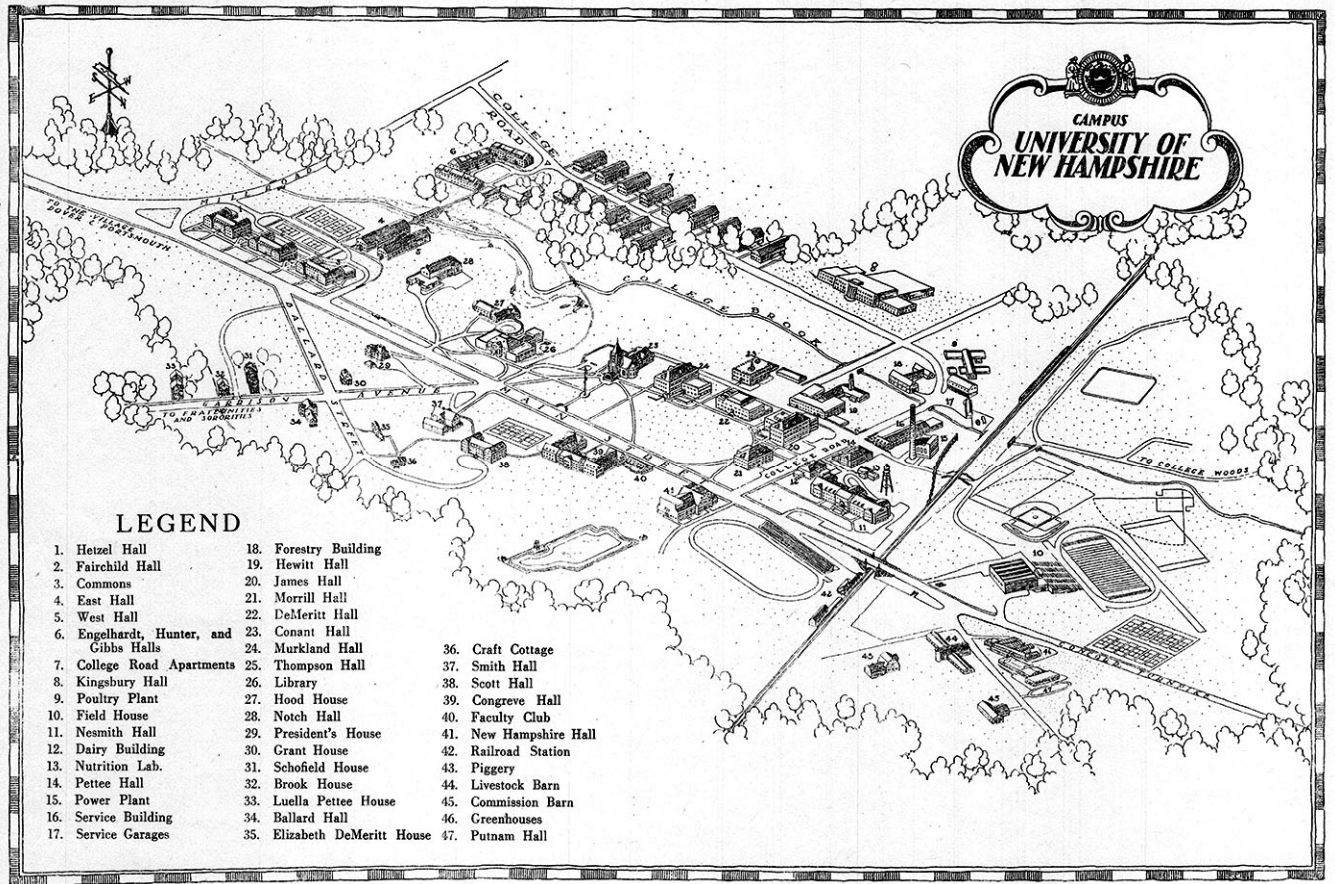 CAMPUS
UNIVERSITY OF
NEW HAMPSHIRE
COLLEGE
ROAD
MILL ROAD
TO THE VILLAGE
DOVER & PORTSMOUTH
COLLEGE BROOK
BALLARD
STREET
GARRISON AVENUE
TO FRATERNITIES
AND SORORITIES
MAIN
COLLEGE ROAD
TO COLLEGE WOODS
CONCORD TURNPIKE
LEGEND
1. Hetzel Hall
2. Fairchild Hall
3. Commons
4. East Hall
5. West Hall
6. Engelhardt, Hunter, and
Gibbs Halls
7. College Road Apartments
8. Kingsbury Hall
9. Poultry Plant
10. Field House
11. Nesmith Hall
12. Dairy Building
13. Nutrition Lab.
14. Pettee Hall
15. Power Plant
16. Service Building
17. Service Garages
18. Forestry Building
19. Hewitt Hall
20. James Hall
21. Morrill Hall
22. DeMeritt Hall
23. Conant Hall
24. Murkland Hall
25. Thompson Hall
26. Library
27. Hood House
28. Notch Hall
29. President's House
30. Grant House
31. Schofield House
32. Brook House
33. Luella Pettee House
34. Ballard Hall
35. Elizabeth DeMeritt House
36. Craft Cottage
37. Smith Hall
38. Scott Hall
39. Congreve Hall
40. Faculty Club
41. New Hampshire Hall
42. Railroad Station
43. Piggery
44. Livestock Barn
45. Commission Barn
46. Greenhouses
47. Putnam Hall